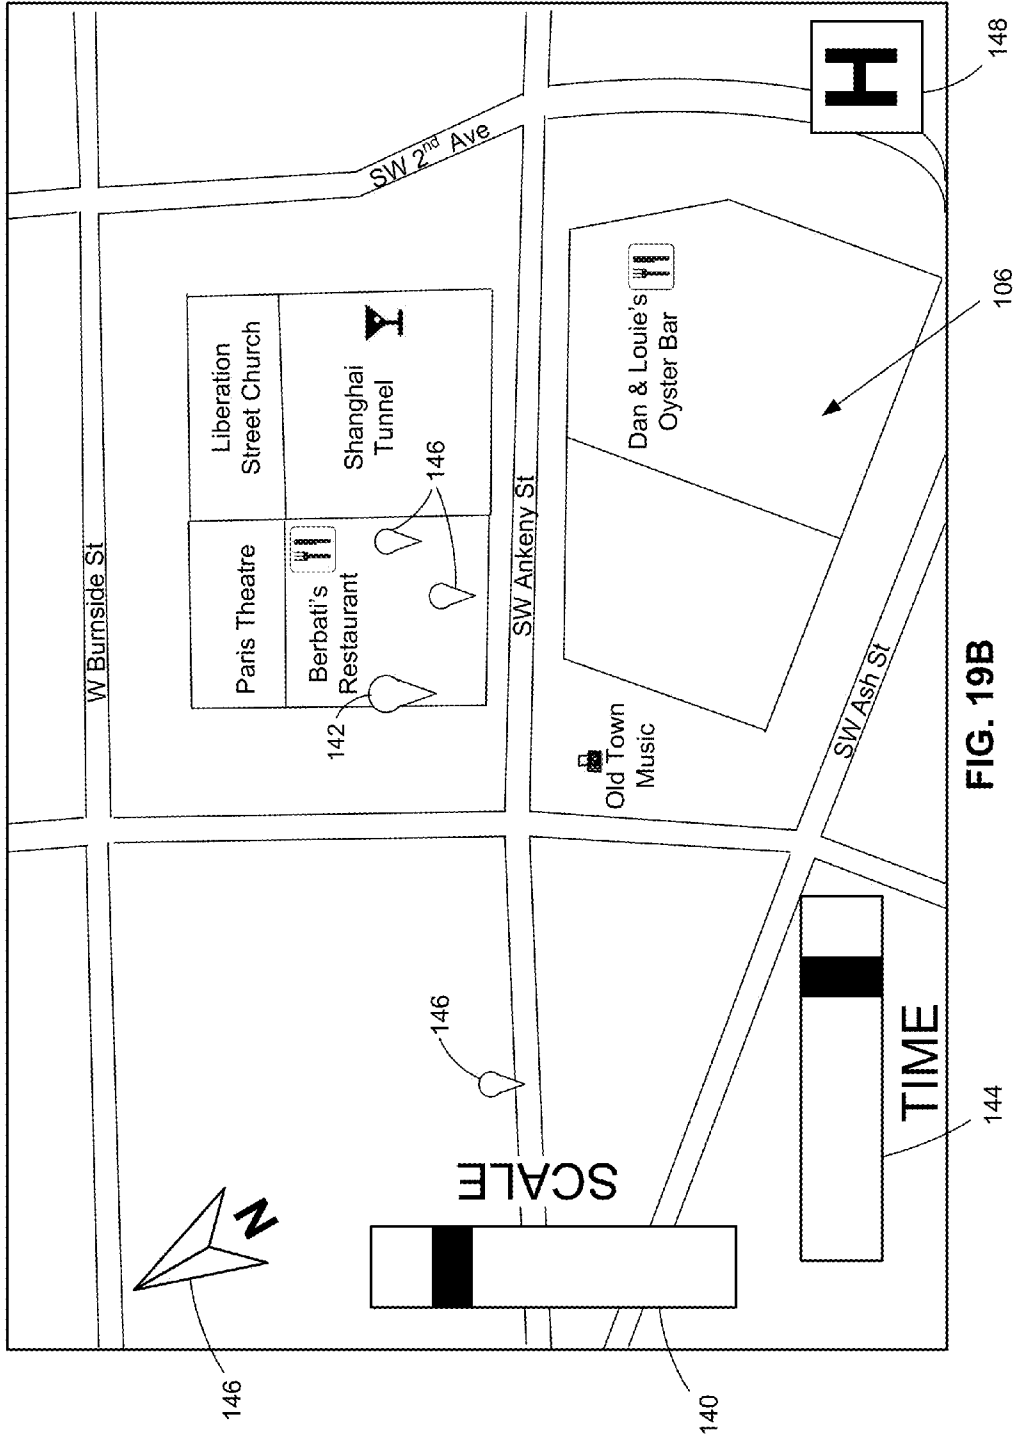 148
H
SW 2nd Ave
106
Liberation
Street Church
Shanghai
Tunnel
Dan & Louie's
Oyster Bar
146
W Burnside St
Paris Theatre
Berbati's
Restaurant
SW Ankeny St
142
Old Town
Music
SW Ash St
FIG. 19B
146
SCALE
TIME
144
N
146
140